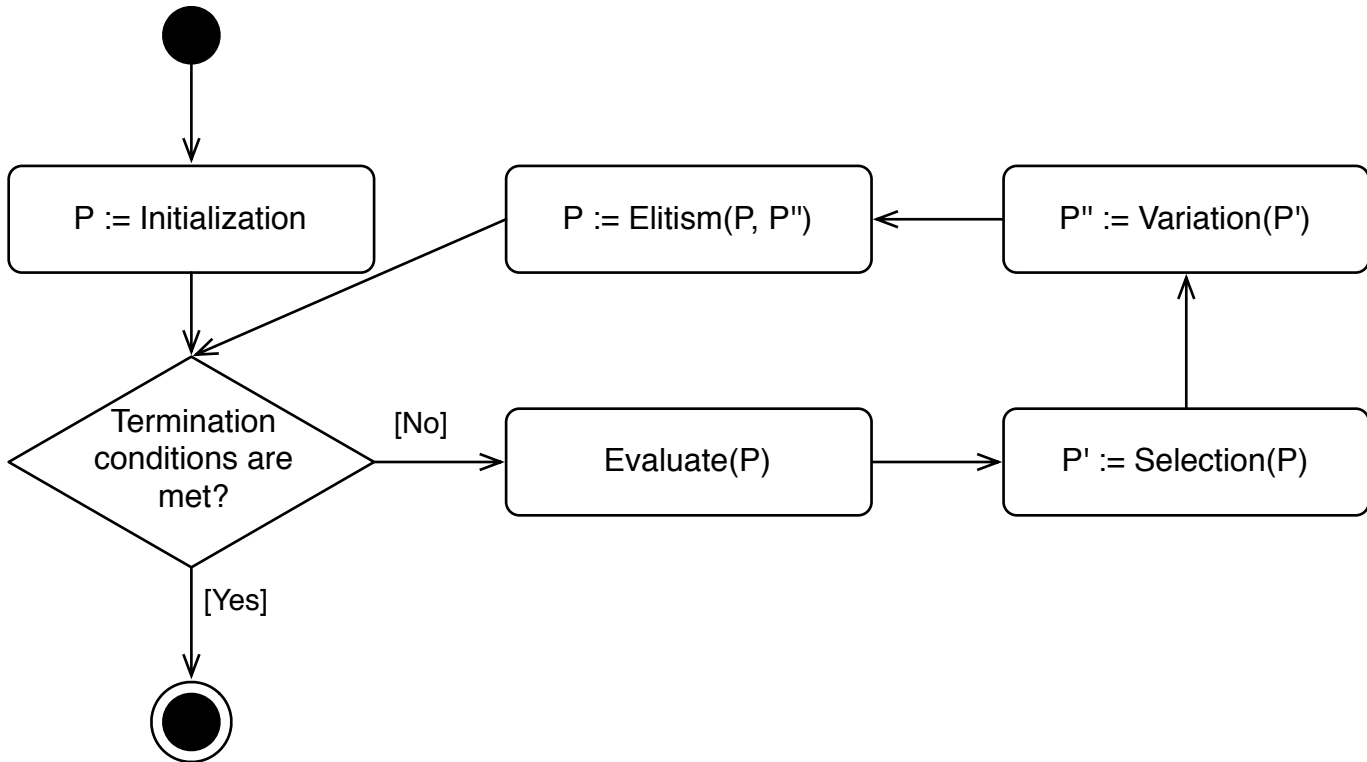 P := Initialization
P := Elitism(P, P")
P" := Variation(P')
Termination
conditions are
met?
[No]
Evaluate(P)
P' := Selection(P)
[Yes]